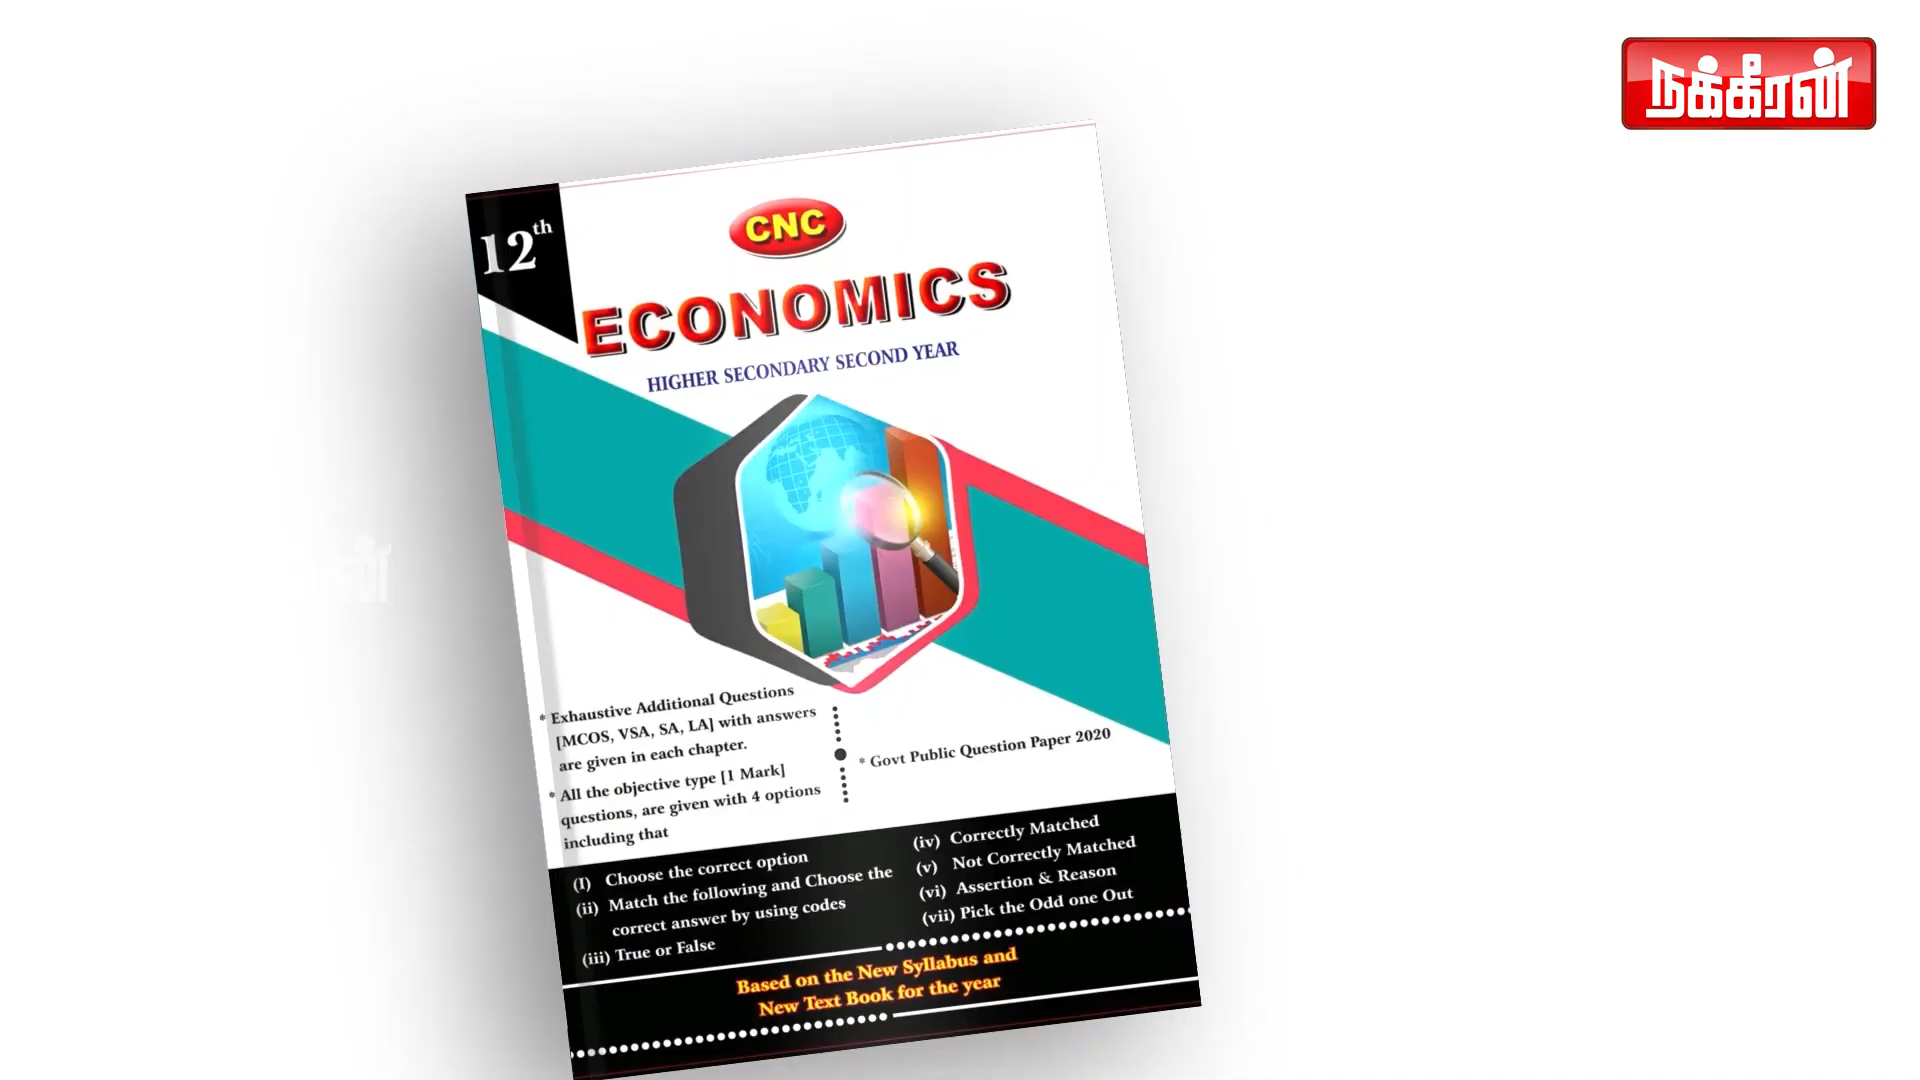 நக்கீரன்
12th
CNC
ECONOMICS
HIGHER SECONDARY SECOND YEAR
* Exhaustive Additional Questions
[MCOS, VSA, SA, LA] with answers
are given in each chapter.
* All the objective type [1 Mark]
questions, are given with 4 options
including that
* Govt Public Question Paper 2020
(I) Choose the correct option
(ii) Match the following and Choose the
correct answer by using codes
(iii) True or False
(iv) Correctly Matched
(v) Not Correctly Matched
(vi) Assertion & Reason
(vii) Pick the Odd one Out
Based on the New Syllabus and
New Text Book for the year